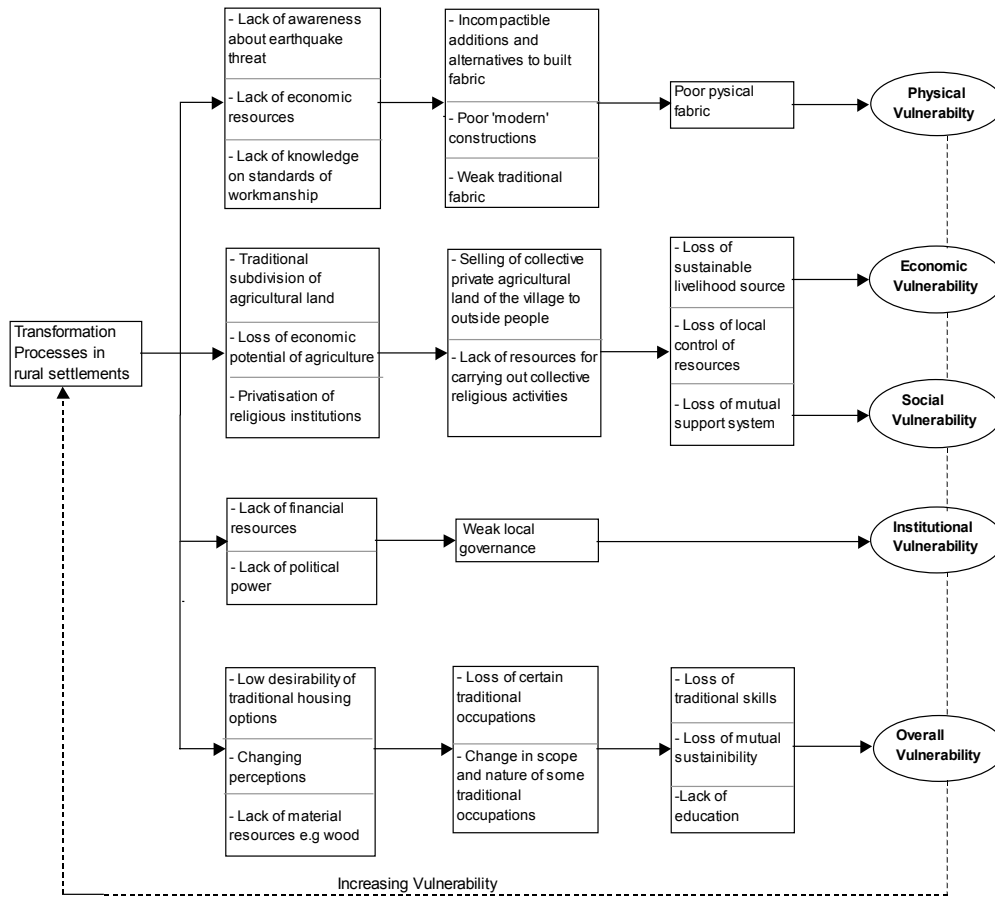 Transformation
Processes in
rural settlements
- Lack of awareness
about earthquake
threat
- Lack of economic
resources
- Lack of knowledge
on standards of
workmanship
- Incompactible
additions and
alternatives to built
fabric
- Poor 'modern'
constructions
- Weak traditional
fabric
Poor pysical
fabric
Physical
Vulnerabilty
- Traditional
subdivision of
agricultural land
- Loss of economic
potential of agriculture
- Privatisation of
religious institutions
- Selling of collective
private agricultural
land of the village to
outside people
- Lack of resources for
carrying out collective
religious activities
- Loss of
sustainable
livelihood source
- Loss of local
control of
resources
- Loss of mutual
support system
Economic
Vulnerability
Social
Vulnerability
- Lack of financial
resources
- Lack of political
power
Weak local
governance
Institutional
Vulnerability
- Low desirability of
traditional housing
options
- Changing
perceptions
- Lack of material
resources e.g wood
- Loss of certain
traditional
occupations
- Change in scope
and nature of some
traditional
occupations
- Loss of
traditional skills
- Loss of mutual
sustainibility
-Lack of
education
Overall
Vulnerability
Increasing Vulnerability